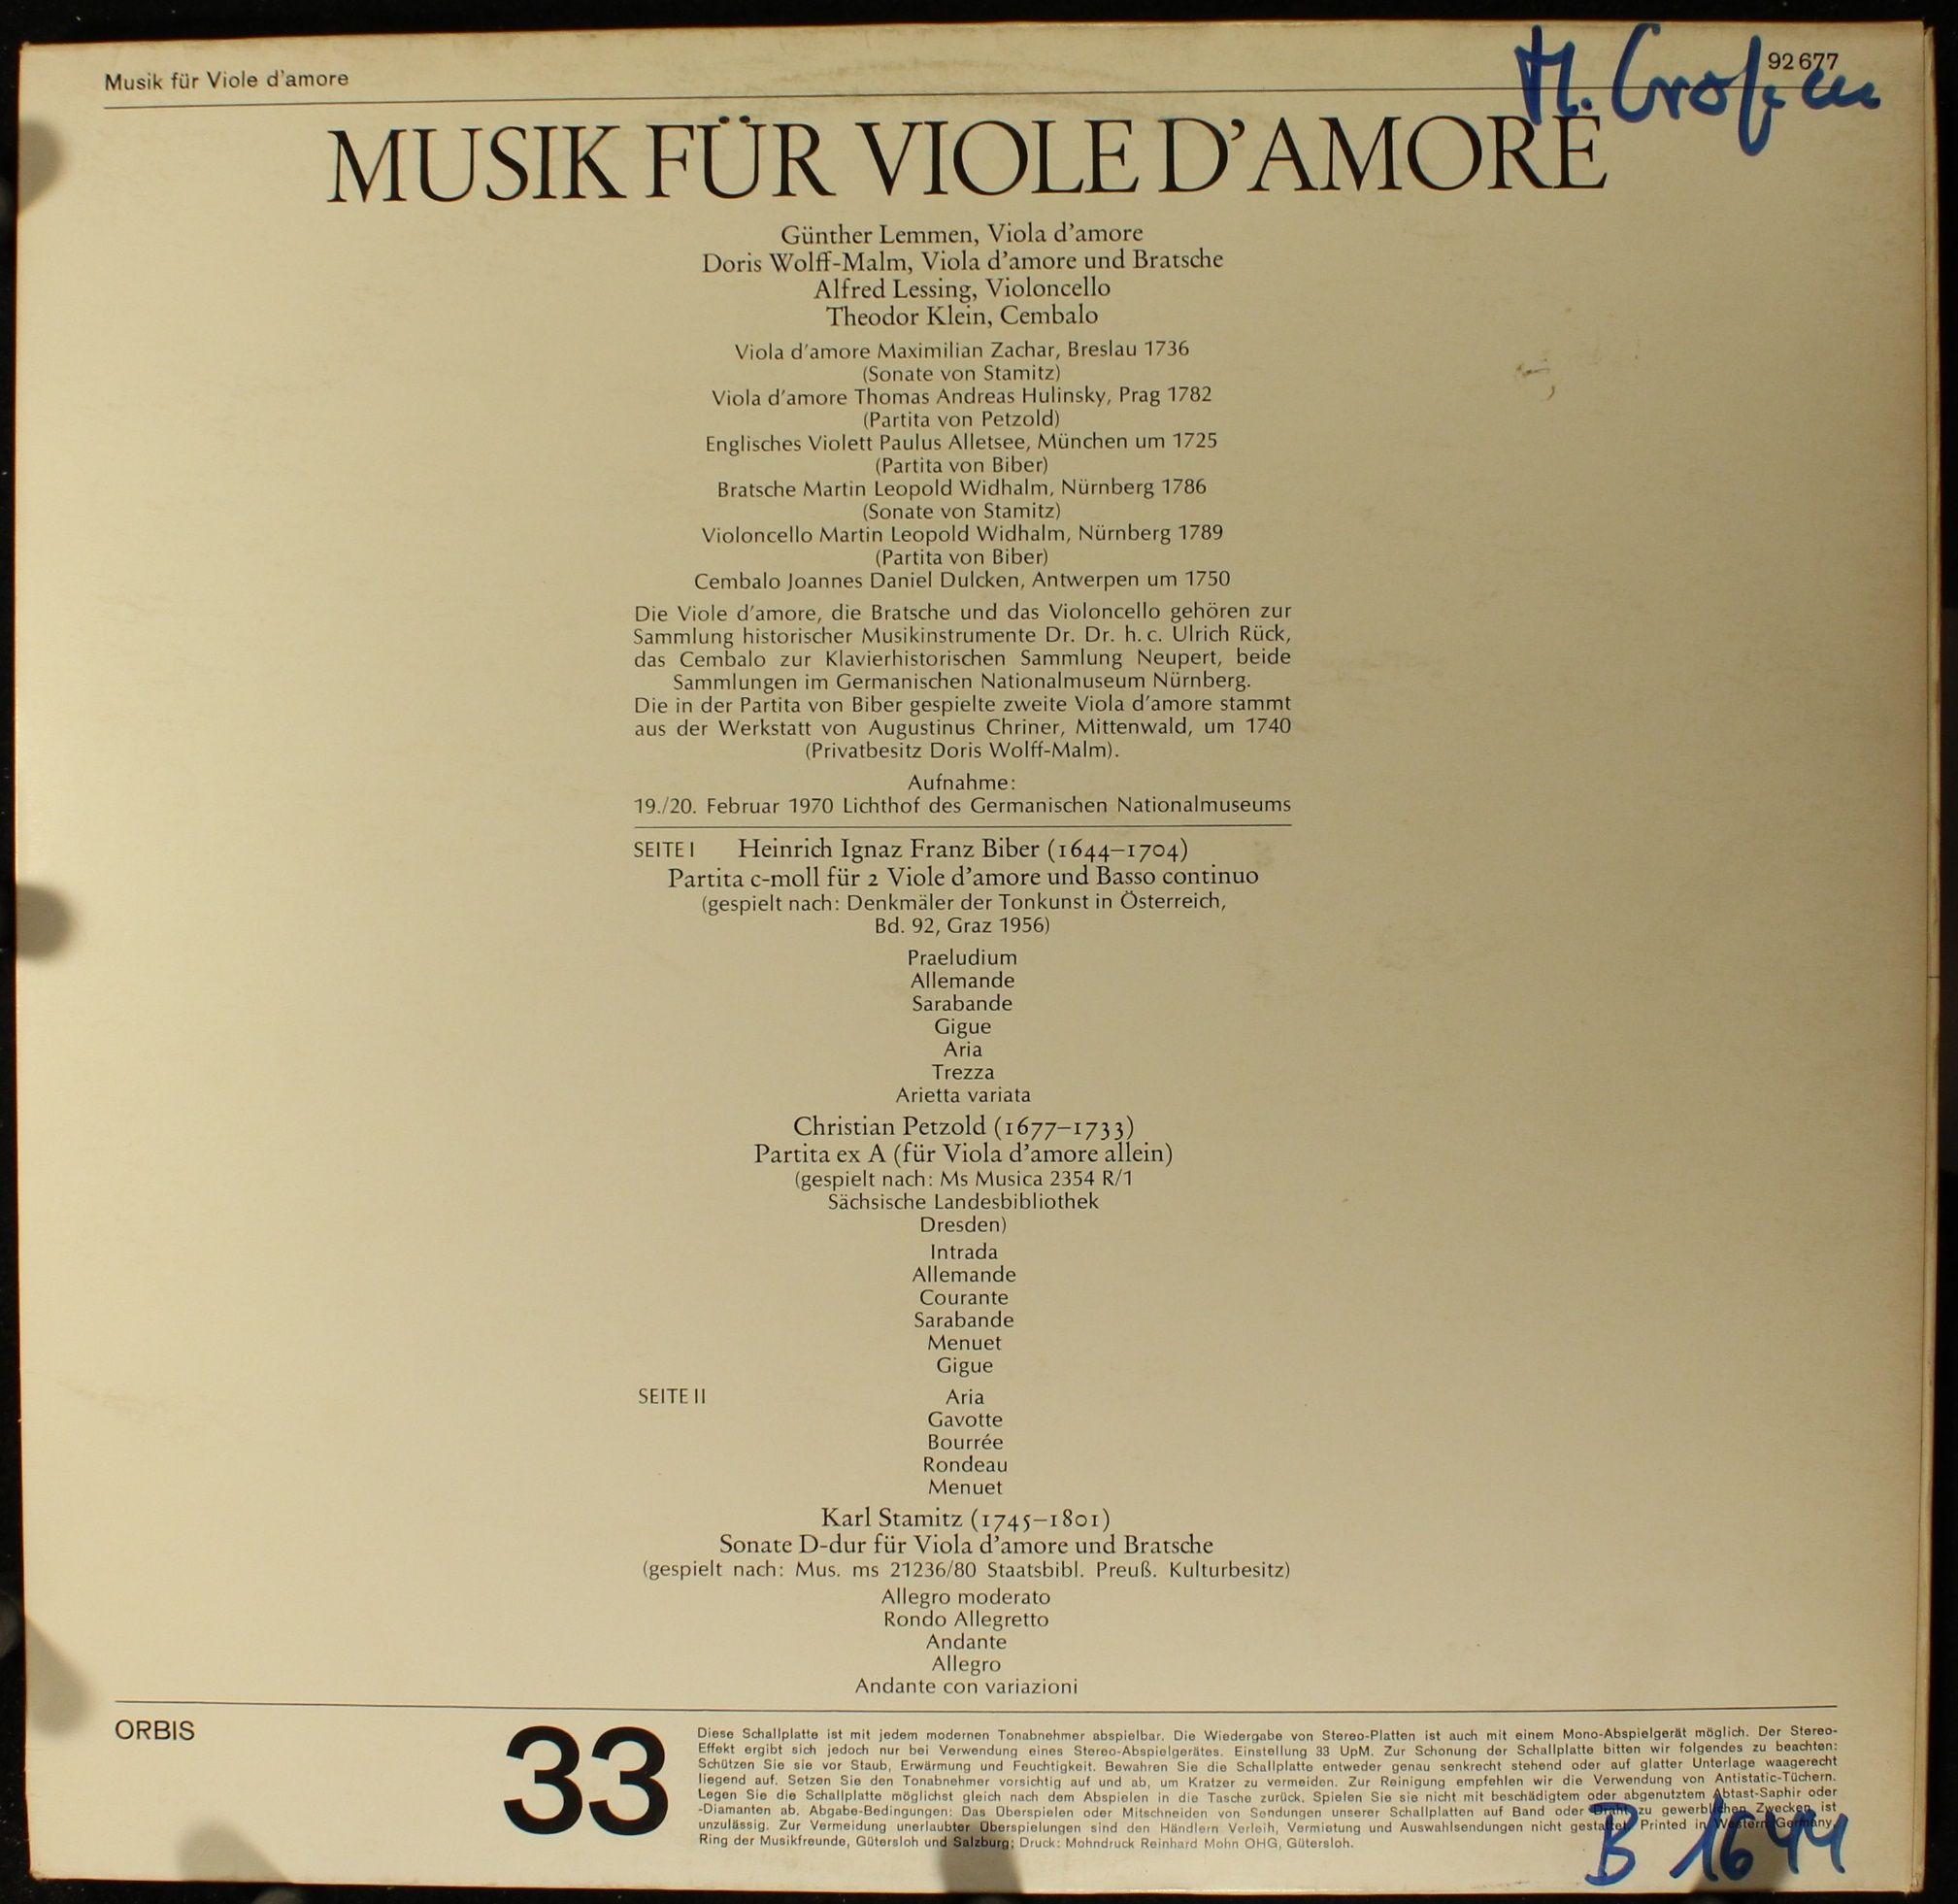 Musik für Viole d'amore
92 677
MUSIK FÜR VIOLE D'AMORE
Günther Lemmen, Viola d'amore
Doris Wolff-Malm, Viola d'amore und Bratsche
Alfred Lessing, Violoncello
Theodor Klein, Cembalo
Viola d'amore Maximilian Zachar, Breslau 1736
(Sonate von Stamitz)
Viola d'amore Thomas Andreas Hulinsky, Prag 1782
(Partita von Petzold)
Englisches Violett Paulus Alletsee, München um 1725
(Partita von Biber)
Bratsche Martin Leopold Widhalm, Nürnberg 1786
(Sonate von Stamitz)
Violoncello Martin Leopold Widhalm, Nürnberg 1789
(Partita von Biber)
Cembalo Joannes Daniel Dulcken, Antwerpen um 1750
Die Viole d'amore, die Bratsche und das Violoncello gehören zur
Sammlung historischer Musikinstrumente Dr. Dr. h. c. Ulrich Rück,
das Cembalo zur Klavierhistorischen Sammlung Neupert, beide
Sammlungen im Germanischen Nationalmuseum Nürnberg.
Die in der Partita von Biber gespielte zweite Viola d'amore stammt
aus der Werkstatt von Augustinus Chriner, Mittenwald, um 1740
(Privatbesitz Doris Wolff-Malm).
Aufnahme:
19./20. Februar 1970 Lichthof des Germanischen Nationalmuseums
SEITE I Heinrich Ignaz Franz Biber (1644–1704)
Partita c-moll für 2 Viole d'amore und Basso continuo
(gespielt nach: Denkmäler der Tonkunst in Österreich,
Bd. 92, Graz 1956)
Praeludium
Allemande
Sarabande
Gigue
Aria
Trezza
Arietta variata
Christian Petzold (1677–1733)
Partita ex A (für Viola d'amore allein)
(gespielt nach: Ms Musica 2354 R/1
Sächsische Landesbibliothek
Dresden)
Intrada
Allemande
Courante
Sarabande
Menuet
Gigue
SEITE II Aria
Gavotte
Bourrée
Rondeau
Menuet
Karl Stamitz (1745–1801)
Sonate D-dur für Viola d'amore und Bratsche
(gespielt nach: Mus. ms 21236/80 Staatsbibl. Preuß. Kulturbesitz)
Allegro moderato
Rondo Allegretto
Andante
Allegro
Andante con variazioni
ORBIS
33
Diese Schallplatte ist mit jedem modernen Tonabnehmer abspielbar. Die Wiedergabe von Stereo-Platten ist auch mit einem Mono-Abspielgerät möglich. Der Stereo-
Effekt ergibt sich jedoch nur bei Verwendung eines Stereo-Abspielgerätes. Einstellung 33 UpM. Zur Schonung der Schallplatte bitten wir folgendes zu beachten:
Schützen Sie sie vor Staub, Erwärmung und Feuchtigkeit. Bewahren Sie die Schallplatte entweder genau senkrecht stehend oder auf glatter Unterlage waagerecht
liegend auf. Setzen Sie den Tonabnehmer vorsichtig auf und ab, um Kratzer zu vermeiden. Zur Reinigung empfehlen wir die Verwendung von Antistatic-Tüchern.
Legen Sie die Schallplatte möglichst gleich nach dem Abspielen in die Tasche zurück. Spielen Sie sie nicht mit beschädigtem oder abgenutztem Abtast-Saphir oder
-Diamanten ab. Abgabe-Bedingungen: Das Überspielen oder Mitschneiden von Sendungen unserer Schallplatten auf Band oder Draht zu gewerblichen Zwecken ist
unzulässig. Zur Vermeidung unerlaubter Überspielungen sind den Händlern Verleih, Vermietung und Auswahlsendungen nicht gestattet. Printed in Western Germany.
Ring der Musikfreunde, Gütersloh und Salzburg; Druck: Mohndruck Reinhard Mohn OHG, Gütersloh.
B 1644